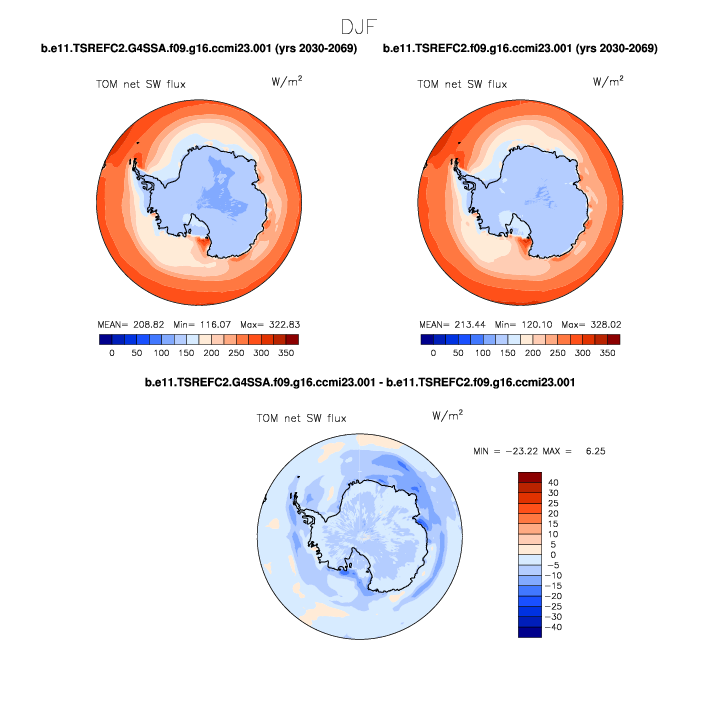 DJF
b.e11.TSREFC2.G4SSA.f09.g16.ccmi23.001 (yrs 2030-2069) b.e11.TSREFC2.f09.g16.ccmi23.001 (yrs 2030-2069)
TOM net SW flux W/m² TOM net SW flux W/m²
MEAN= 208.82 Min= 116.07 Max= 322.83 MEAN= 213.44 Min= 120.10 Max= 328.02
0 50 100 150 200 250 300 350 0 50 100 150 200 250 300 350
b.e11.TSREFC2.G4SSA.f09.g16.ccmi23.001 - b.e11.TSREFC2.f09.g16.ccmi23.001
TOM net SW flux W/m²
MIN = −23.22 MAX = 6.25
40
30
25
20
15
10
5
0
−5
−10
−15
−20
−25
−30
−40